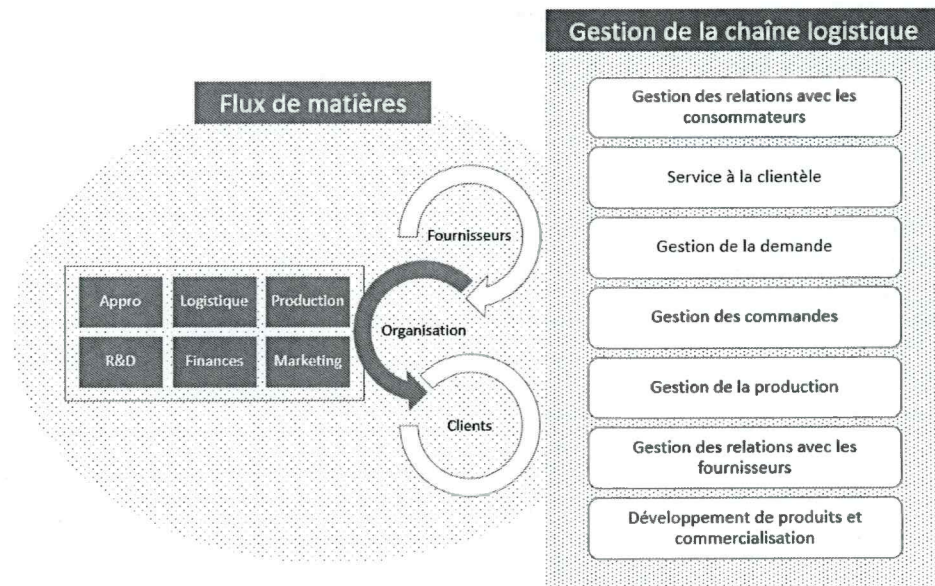 Gestion de la chaîne logistique
Flux de matières
Fournisseurs
Appro
Logistique
Production
Organisation
R&D
Finances
Marketing
Clients
Gestion des relations avec les
consommateurs
Service à la clientèle
Gestion de la demande
Gestion des commandes
Gestion de la production
Gestion des relations avec les
fournisseurs
Développement de produits et
commercialisation